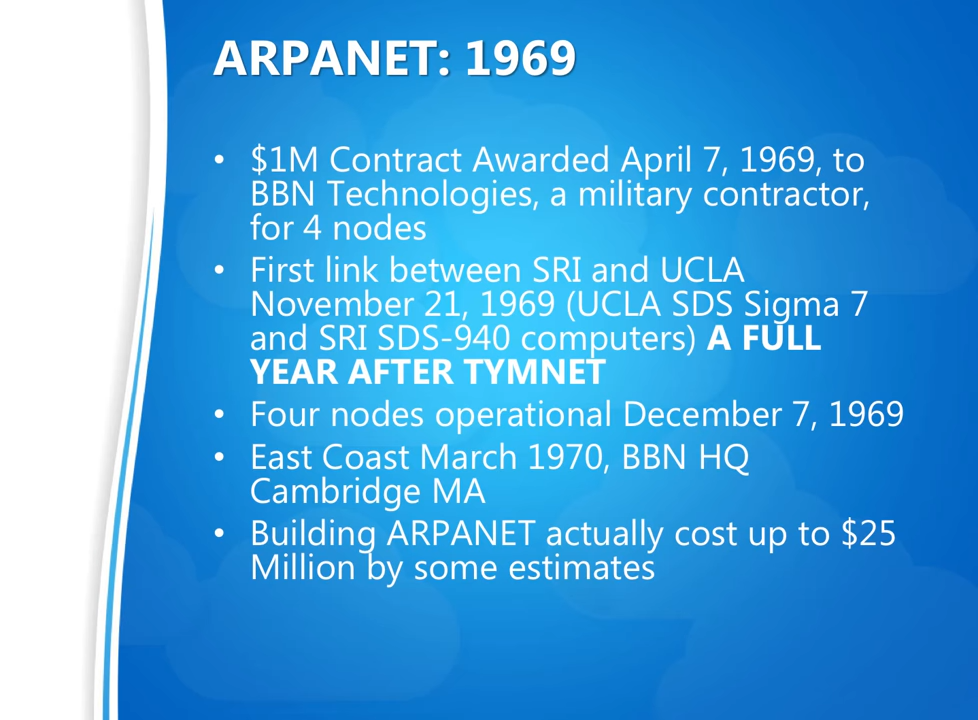 ARPANET: 1969
• $1M Contract Awarded April 7, 1969, to
BBN Technologies, a military contractor,
for 4 nodes
• First link between SRI and UCLA
November 21, 1969 (UCLA SDS Sigma 7
and SRI SDS-940 computers) A FULL
YEAR AFTER TYMNET
• Four nodes operational December 7, 1969
• East Coast March 1970, BBN HQ
Cambridge MA
• Building ARPANET actually cost up to $25
Million by some estimates